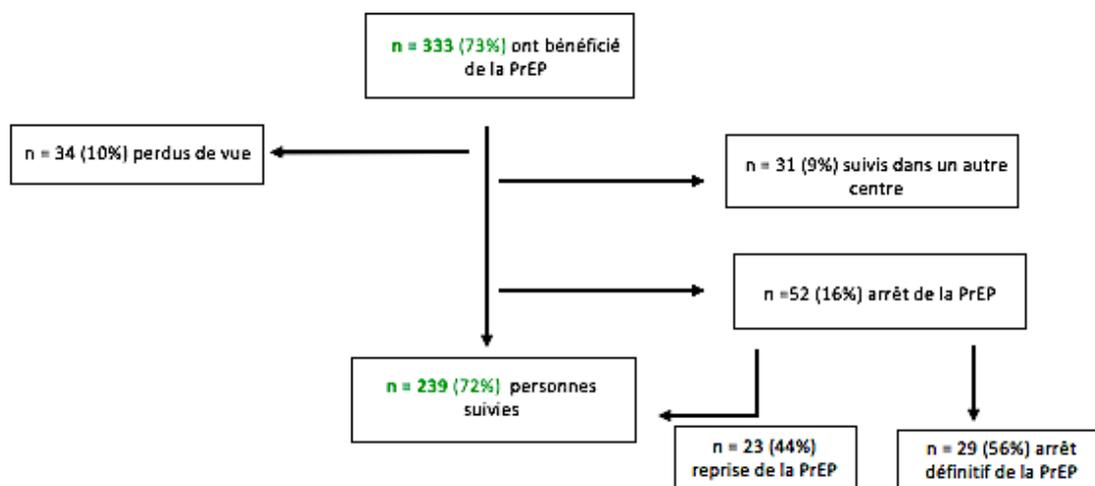 n = 333 (73%) ont bénéficié
de la PrEP
n = 34 (10%) perdus de vue
n = 31 (9%) suivis dans un autre
centre
n =52 (16%) arrêt de la PrEP
n = 239 (72%) personnes
suivies
n = 23 (44%)
reprise de la PrEP
n = 29 (56%) arrêt
définitif de la PrEP